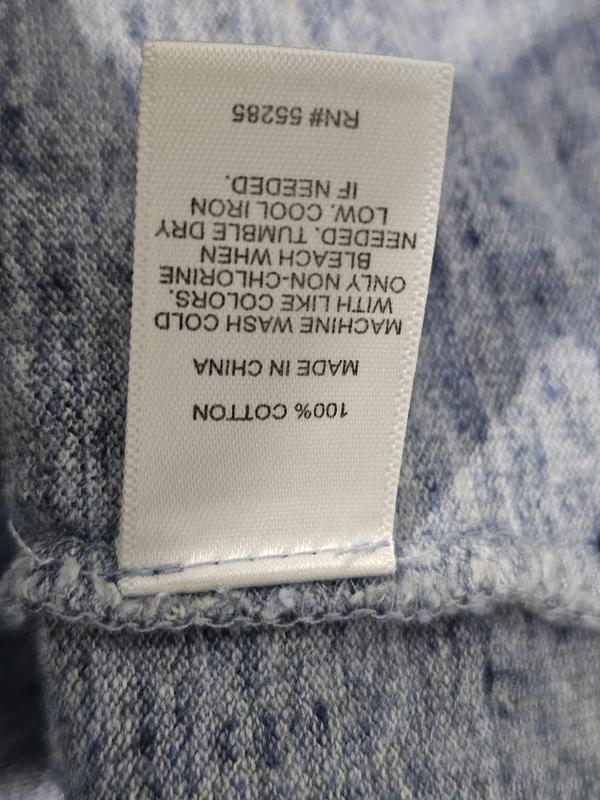 100% COTTON
MADE IN CHINA
MACHINE WASH COLD
WITH LIKE COLORS.
ONLY NON-CHLORINE
BLEACH WHEN
NEEDED. TUMBLE DRY
LOW. COOL IRON
IF NEEDED.
RN# 55285